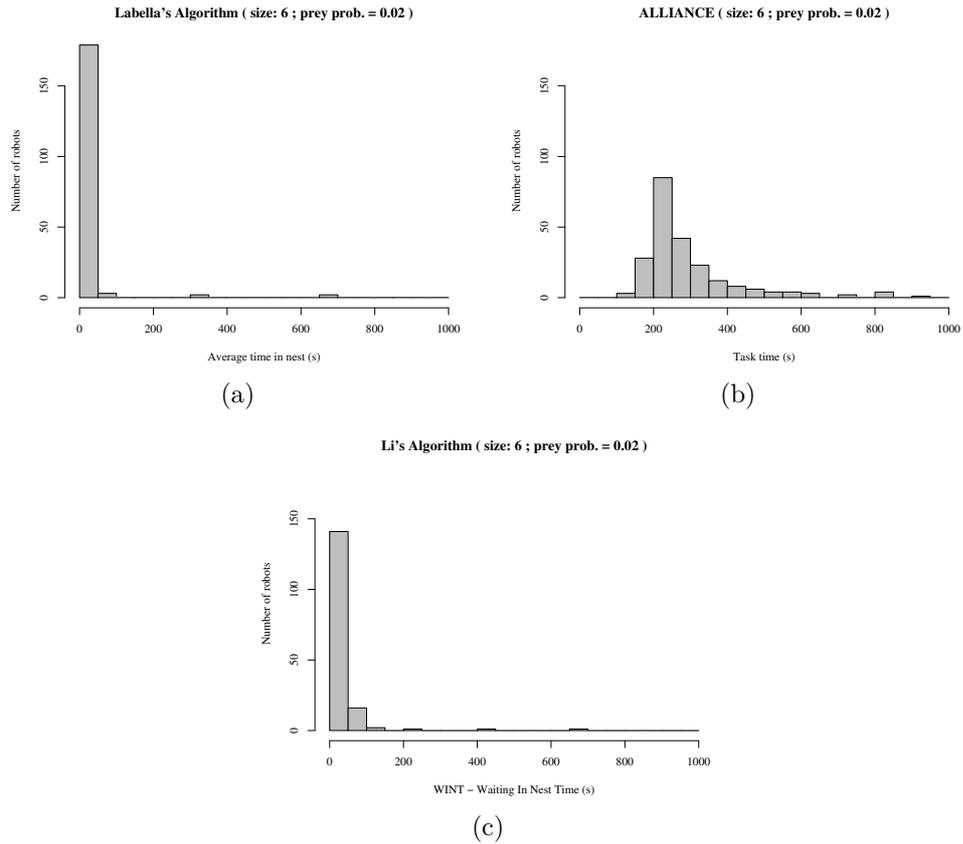 Labella's Algorithm ( size: 6 ; prey prob. = 0.02 )
Number of robots
150
100
50
0
0 200 400 600 800 1000
Average time in nest (s)
(a)
ALLIANCE ( size: 6 ; prey prob. = 0.02 )
Number of robots
150
100
50
0
0 200 400 600 800 1000
Task time (s)
(b)
Li's Algorithm ( size: 6 ; prey prob. = 0.02 )
Number of robots
150
100
50
0
0 200 400 600 800 1000
WINT − Waiting In Nest Time (s)
(c)